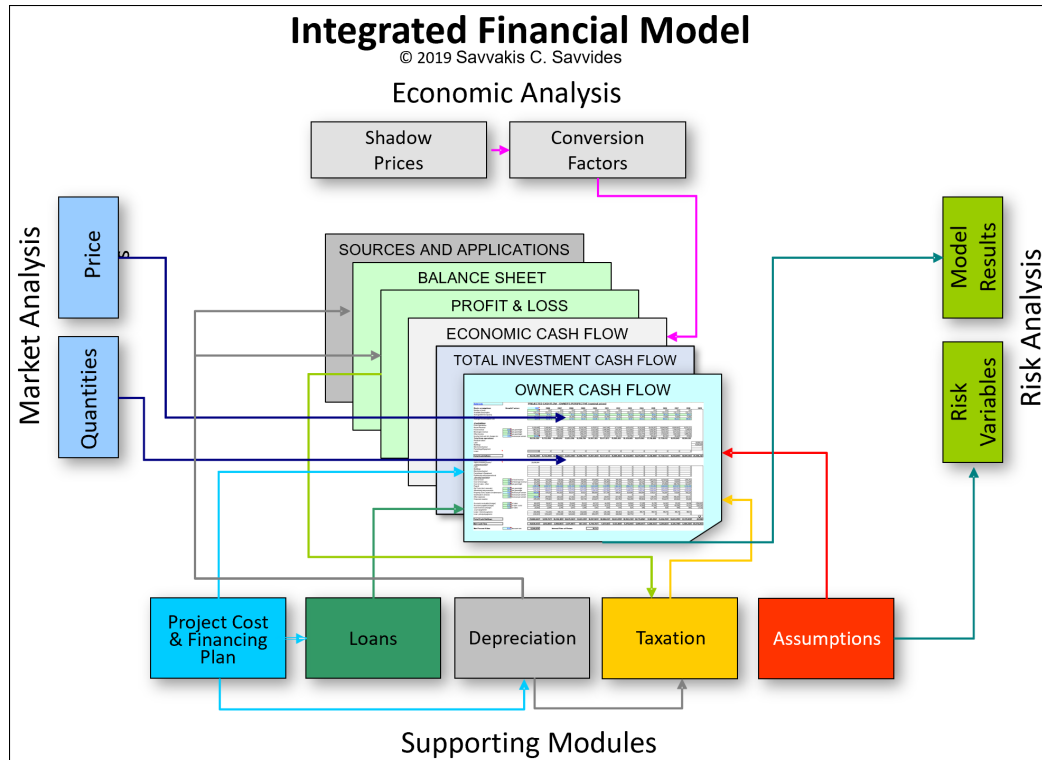 Integrated Financial Model
© 2019 Savvakis C. Savvides
Economic Analysis
Shadow
Prices
Conversion
Factors
Market Analysis
Price
s
Quantities
SOURCES AND APPLICATIONS
BALANCE SHEET
PROFIT & LOSS
ECONOMIC CASH FLOW
TOTAL INVESTMENT CASH FLOW
OWNER CASH FLOW
Model
Results
Risk
Variables
Risk Analysis
Project Cost
& Financing
Plan
Loans
Depreciation
Taxation
Assumptions
Supporting Modules